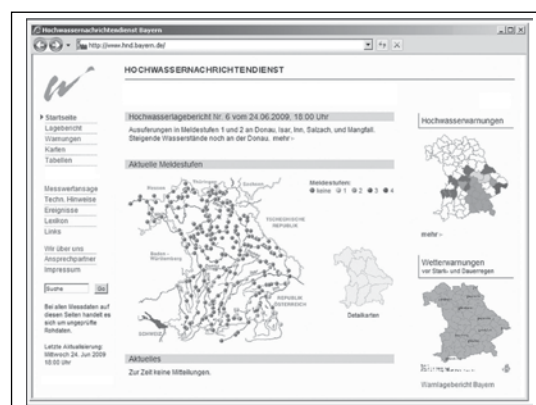 Hochwassernachrichtendienst Bayern
http://www.hnd.bayern.de/
HOCHWASSERNACHRICHTENDIENST
Startseite
Lagebericht
Warnungen
Karten
Tabellen
Messwertansage
Techn. Hinweise
Ereignisse
Lexikon
Links
Wir über uns
Ansprechpartner
Impressum
Suche
Go
Bei allen Messdaten auf
diesen Seiten handelt es
sich um ungeprüfte
Rohdaten.
Letzte Aktualisierung:
Mittwoch 24. Jun 2009
18:00 Uhr
Hochwasserlagebericht Nr. 6 vom 24.06.2009, 18:00 Uhr
Ausuferungen in Meldestufen 1 und 2 an Donau, Isar, Inn, Salzach, und Mangfall.
Steigende Wasserstände noch an der Donau. mehr
Aktuelle Meldestufen
Hessen
Thüringen
Sachsen
Meldestufen:
keine 1 2 3 4
TSCHECHISCHE
REPUBLIK
Baden-
Württemberg
REPUBLIK
ÖSTERREICH
SCHWEIZ
Detailkarten
Aktuelles
Zur Zeit keine Mitteilungen.
Hochwasserwarnungen
mehr
Wetterwarnungen
vor Stark- und Dauerregen
Warnlagebericht Bayern